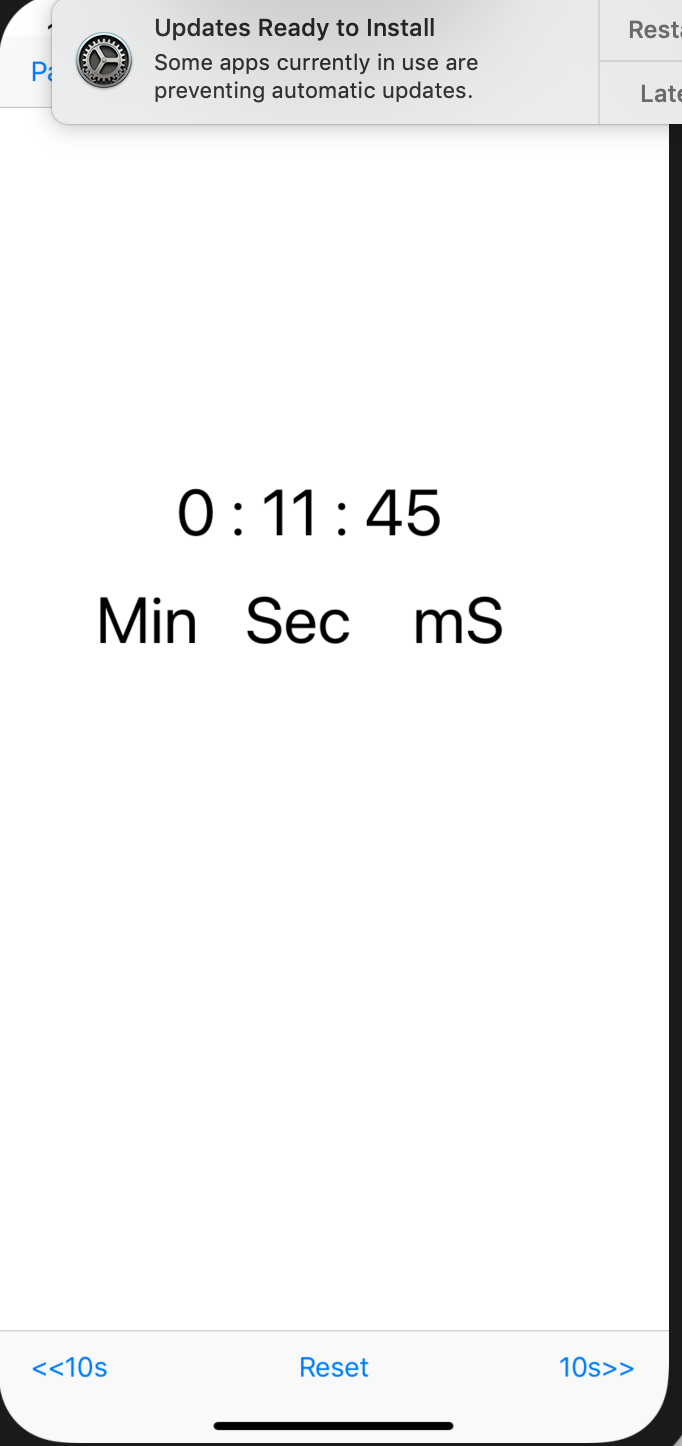 Updates Ready to Install
Some apps currently in use are
preventing automatic updates.
0 : 11 : 45
Min Sec mS
<<10s Reset 10s>>